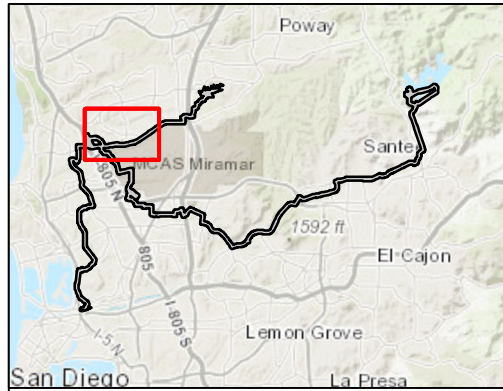 Poway
Santee
MCAS Miramar
I-805 N
1592 ft
805
El Cajon
I-805 S
Lemon Grove
I-5 N
San Diego
La Presa